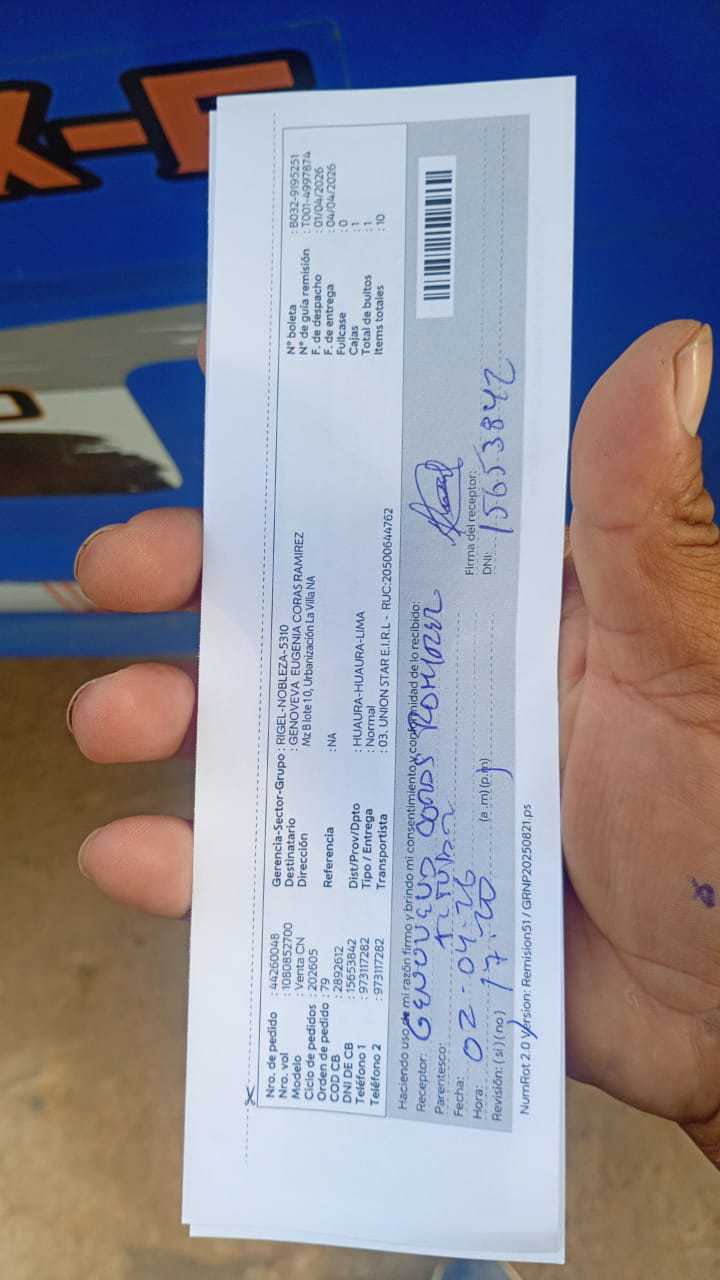 Nro. de pedido : 44260048
Nro. vol : 1080852700
Modelo : Venta CN
Ciclo de pedidos : 202605
Orden de pedido : 79
COD CB : 2892612
DNI DE CB : 15653842
Teléfono 1 : 973117282
Teléfono 2 : 973117282
Gerencia-Sector-Grupo : RIGEL-NOBLEZA-5310
Destinatario : GENOVEVA EUGENIA CORAS RAMIREZ
Dirección Mz B lote 10, Urbanización La Villa NA
Referencia : NA
Dist/Prov/Dpto : HUAURA-HUAURA-LIMA
Tipo / Entrega : Normal
Transportista : 03. UNION STAR E.I.R.L - RUC:20500644762
N° boleta : B032-9195251
N° de guía remisión : T001-4997874
F. de despacho : 01/04/2026
F. de entrega : 04/04/2026
Fullcase : 0
Cajas : 1
Total de bultos : 1
Items totales : 10
Haciendo uso de mi razón firmo y brindo mi consentimiento y conformidad de lo recibido:
Receptor: GENOVEVA CORAS ROMIREZ
Parentesco: TITULAR
Fecha: 02-04-26
Hora: 17:20 (a .m) (p.m)
Revisión: (si) (no)
Firma del receptor:
DNI: 15653842
NumRot 2.0 Version: Remision51 / GRNP20250821.ps